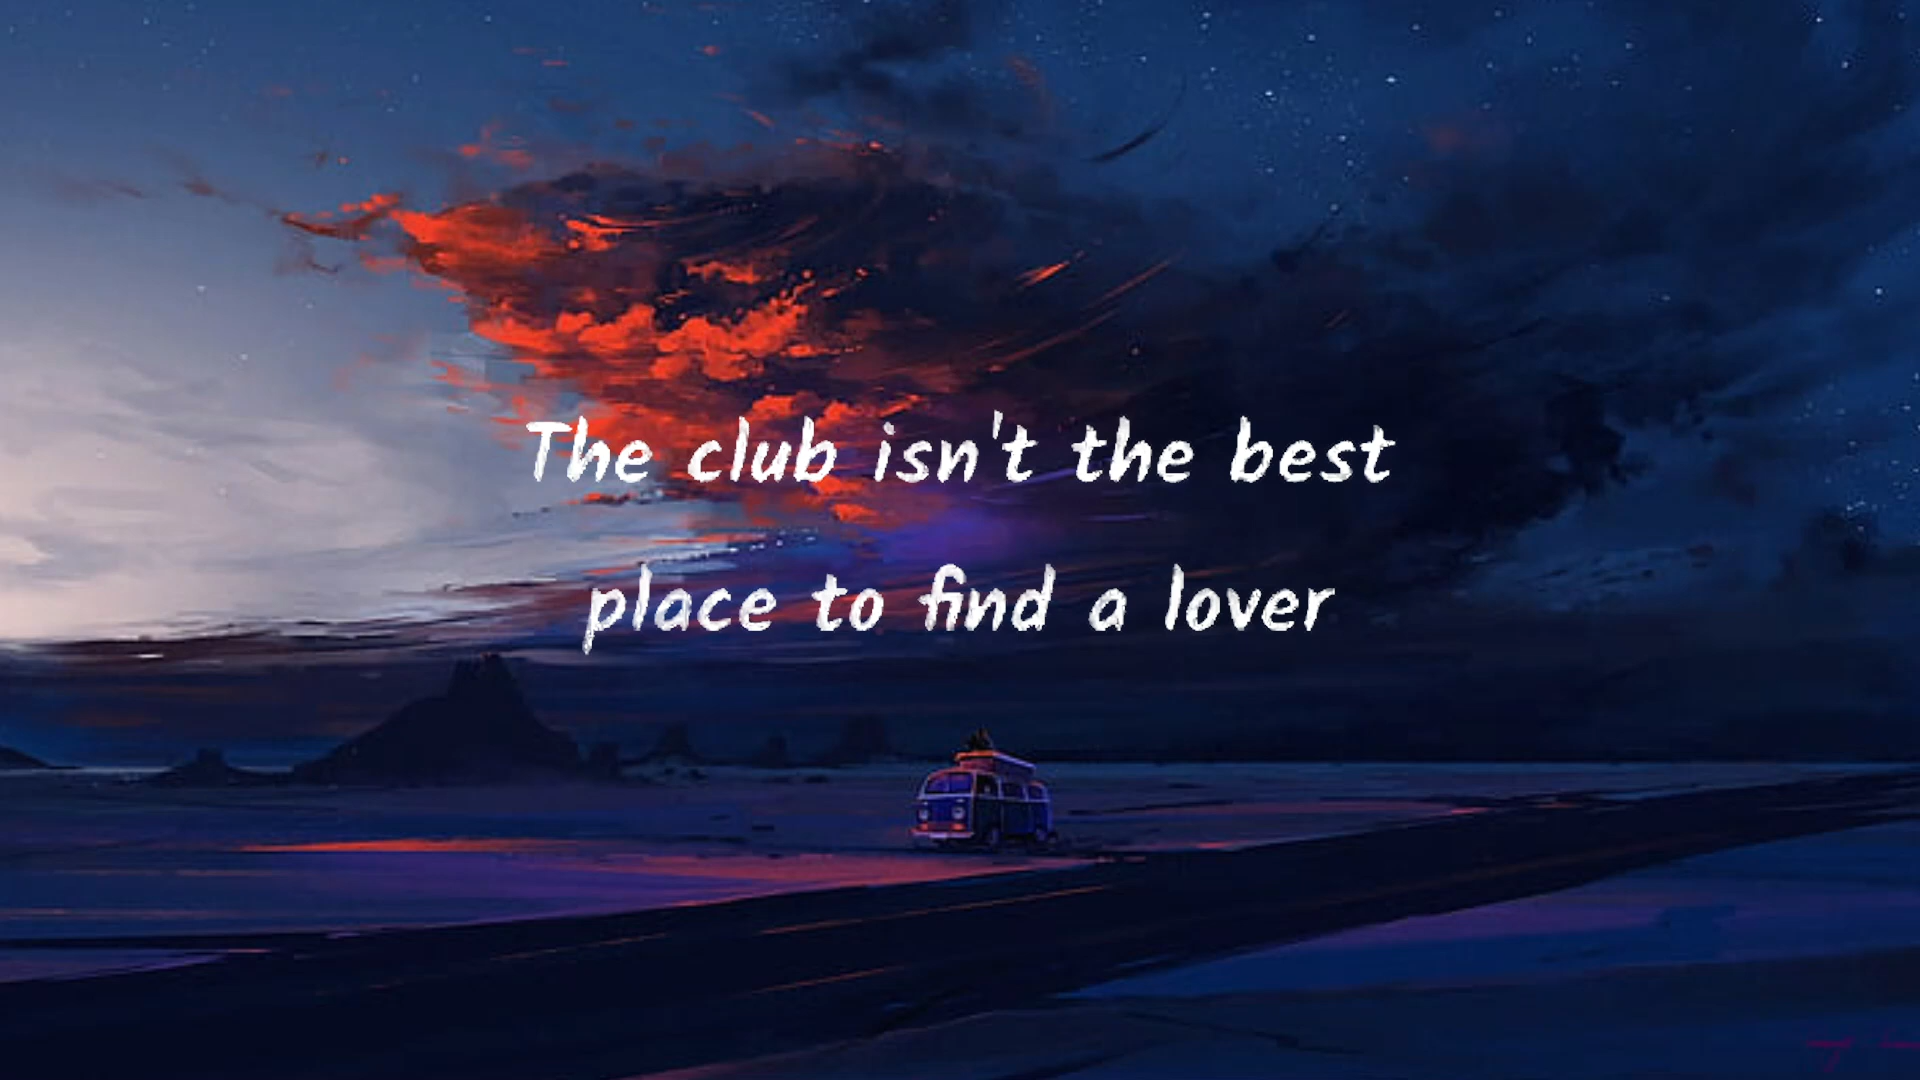 The club isn't the best
place to find a lover